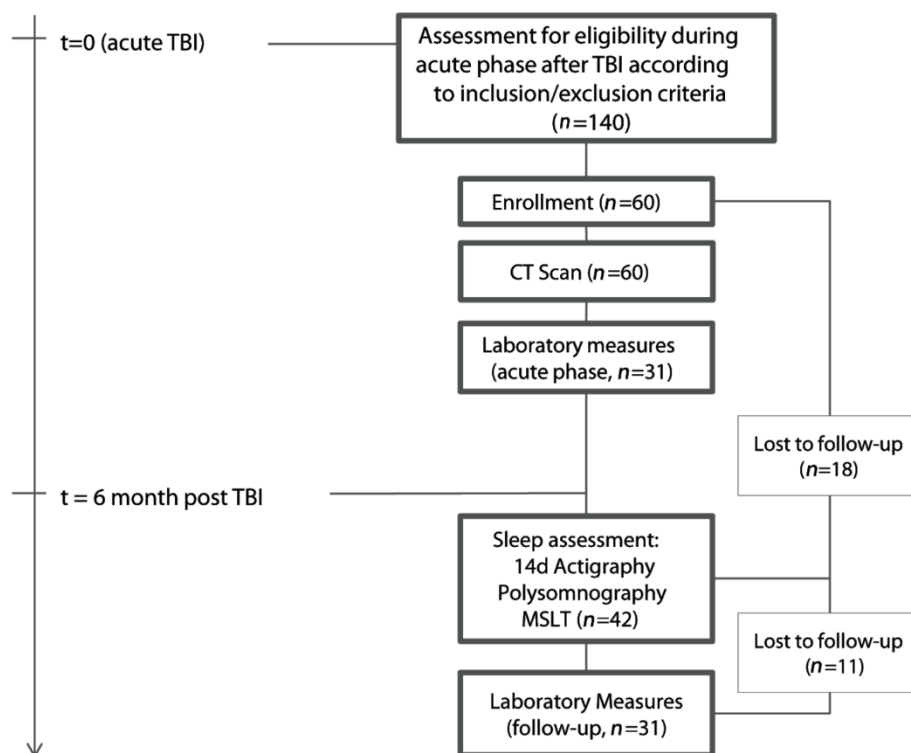 t=0 (acute TBI)
Assessment for eligibility during
acute phase after TBI according
to inclusion/exclusion criteria
(n=140)
Enrollment (n=60)
CT Scan (n=60)
Laboratory measures
(acute phase, n=31)
Lost to follow-up
(n=18)
t = 6 month post TBI
Sleep assessment:
14d Actigraphy
Polysomnography
MSLT (n=42)
Lost to follow-up
(n=11)
Laboratory Measures
(follow-up, n=31)